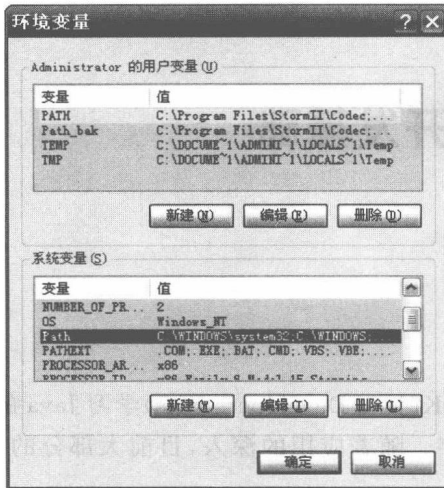 环境变量
Administrator 的用户变量(U)
变量 值
PATH C:\Program Files\StormII\Codec;...
Path_bak C:\Program Files\StormII\Codec;...
TEMP C:\DOCUME~1\ADMINI~1\LOCALS~1\Temp
TMP C:\DOCUME~1\ADMINI~1\LOCALS~1\Temp
新建(N) 编辑(E) 删除(D)
系统变量(S)
变量 值
NUMBER_OF_PR... 2
OS Windows_NT
Path C:\WINDOWS\system32;C:\WINDOWS;...
PATHEXT .COM;.EXE;.BAT;.CMD;.VBS;.VBE;....
PROCESSOR_AR... x86
新建(W) 编辑(I) 删除(L)
确定 取消